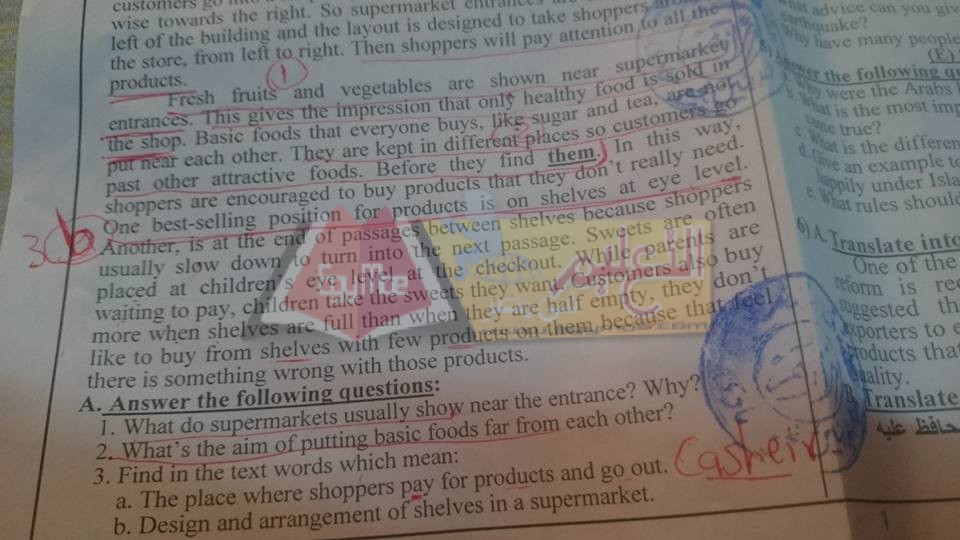 customers go into a
wise towards the right. So supermarket entrances are
left of the building and the layout is designed to take shoppers around
the store, from left to right. Then shoppers will pay attention to all the
products.
1
Fresh fruits and vegetables are shown near supermarket
entrances. This gives the impression that only healthy food is sold in
the shop. Basic foods that everyone buys, like sugar and tea, are not
put near each other. They are kept in different places so customers go
past other attractive foods. Before they find them. In this way,
shoppers are encouraged to buy products that they don't really need.
3 b
One best-selling position for products is on shelves at eye level.
Another, is at the end of passages between shelves because shoppers
usually slow down to turn into the next passage. Sweets are often
placed at children's eye level at the checkout. While parents are
waiting to pay, children take the sweets they want. Customers also buy
more when shelves are full than when they are half empty, they don't
like to buy from shelves with few products on them because that feel
there is something wrong with those products.
A. Answer the following questions:
1. What do supermarkets usually show near the entrance? Why?
2. What's the aim of putting basic foods far from each other?
3. Find in the text words which mean:
a. The place where shoppers pay for products and go out. Casheir
b. Design and arrangement of shelves in a supermarket.
advice can you giv
earthquake?
Why have many people
(E)
5) Answer the following qu
Why were the Arabs
What is the most imp
came true?
c. What is the differen
d. Give an example to
happily under Isla
e. What rules should
6) A. Translate into
One of the
reform is re
suggested th
exporters to e
products that
quality.
B. Translate
حافظ عليه